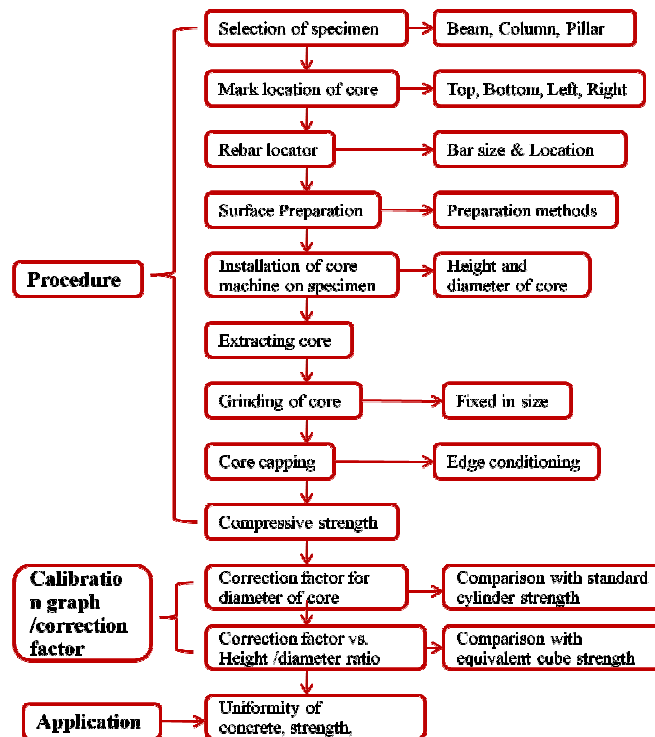 Selection of specimen
Beam, Column, Pillar
Mark location of core
Top, Bottom, Left, Right
Rebar locator
Bar size & Location
Surface Preparation
Preparation methods
Procedure
Installation of core
machine on specimen
Height and
diameter of core
Extracting core
Grinding of core
Fixed in size
Core capping
Edge conditioning
Compressive strength
Calibratio
n graph
/correction
factor
Correction factor for
diameter of core
Comparison with standard
cylinder strength
Correction factor vs.
Height /diameter ratio
Comparison with
equivalent cube strength
Application
Uniformity of
concrete, strength,